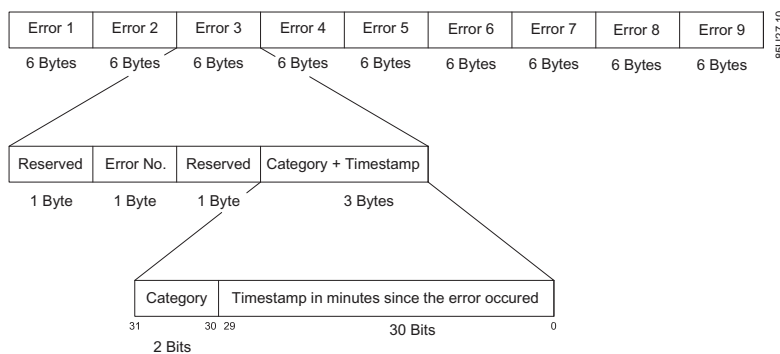 Error 1 Error 2 Error 3 Error 4 Error 5 Error 6 Error 7 Error 8 Error 9
6 Bytes 6 Bytes 6 Bytes 6 Bytes 6 Bytes 6 Bytes 6 Bytes 6 Bytes 6 Bytes
Reserved Error No. Reserved Category + Timestamp
1 Byte 1 Byte 1 Byte 3 Bytes
Category Timestamp in minutes since the error occured
31 30 29 0
30 Bits
2 Bits